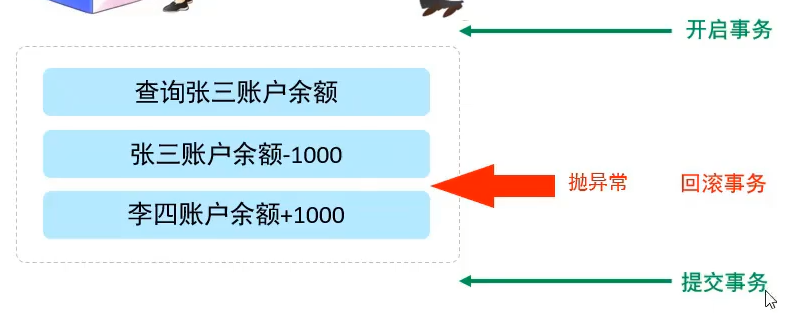 开启事务
查询张三账户余额
张三账户余额-1000
抛异常 回滚事务
李四账户余额+1000
提交事务